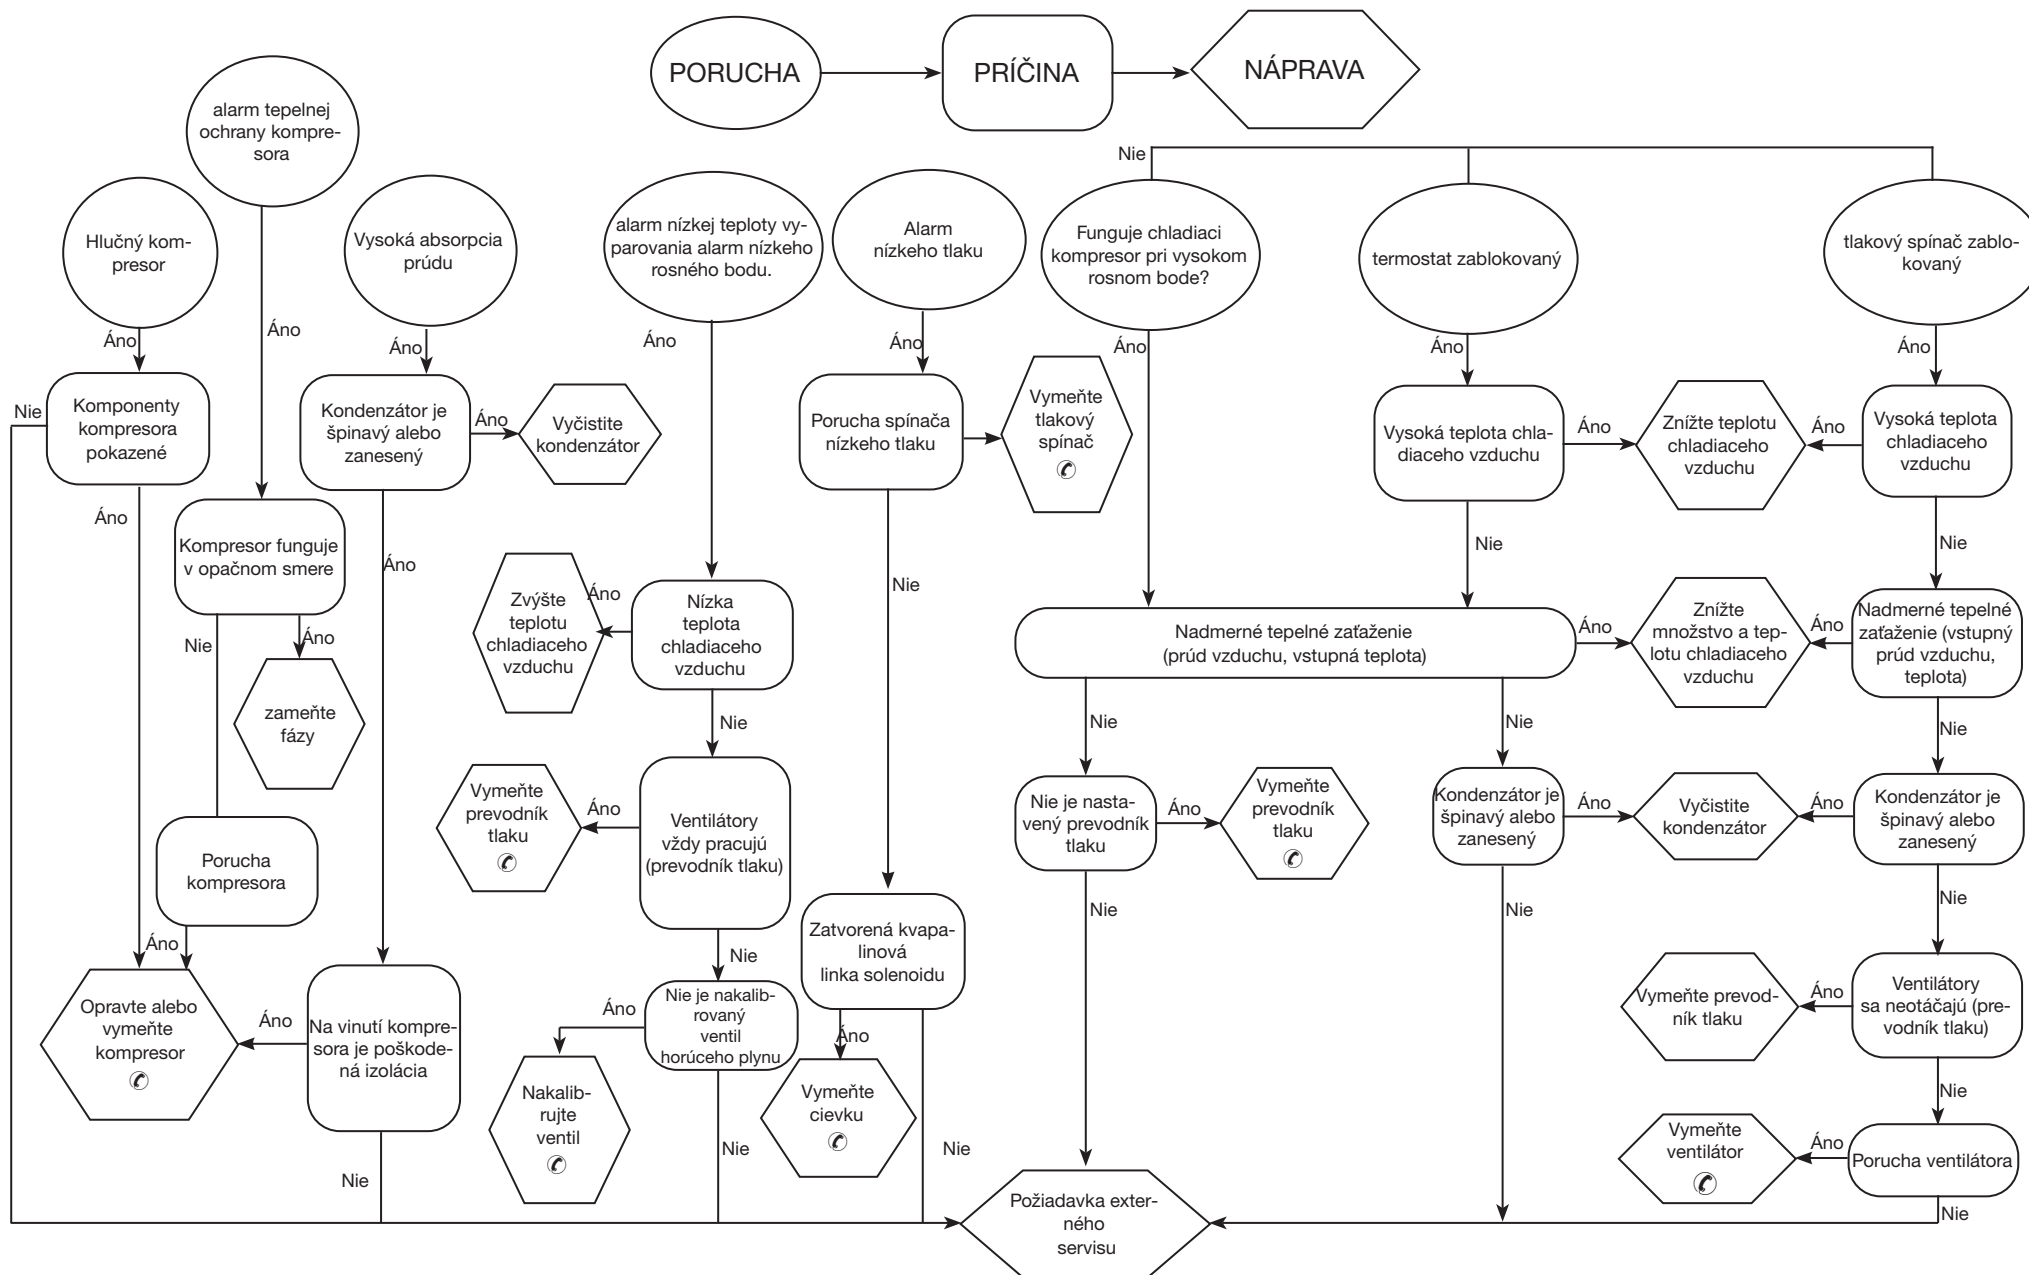 PORUCHA
PRÍČINA
NÁPRAVA
alarm tepelnej
ochrany kompre-
sora
Hlučný kom-
presor
Vysoká absorpcia
prúdu
alarm nízkej teploty vy-
parovania alarm nízkeho
rosného bodu.
Alarm
nízkeho tlaku
Nie
Funguje chladiaci
kompresor pri vysokom
rosnom bode?
termostat zablokovaný
tlakový spínač zablo-
kovaný
Áno
Áno
Áno
Áno
Áno
Áno
Áno
Áno
Nie
Komponenty
kompresora
pokazené
Kondenzátor je
špinavý alebo
zanesený
Áno
Vyčistite
kondenzátor
Porucha spínača
nízkeho tlaku
Vymeňte
tlakový
spínač
✆
Vysoká teplota chla-
diaceho vzduchu
Áno
Znížte teplotu
chladiaceho
vzduchu
Áno
Vysoká teplota
chladiaceho
vzduchu
Áno
Kompresor funguje
v opačnom smere
Áno
Nie
Nie
Nie
Nie
Áno
zameňte
fázy
Zvýšte
teplotu
chladiaceho
vzduchu
Áno
Nízka
teplota
chladiaceho
vzduchu
Nadmerné tepelné zaťaženie
(prúd vzduchu, vstupná teplota)
Áno
Znížte
množstvo a tep-
lotu chladiaceho
vzduchu
Áno
Nadmerné tepelné
zaťaženie (vstupný
prúd vzduchu,
teplota)
Nie
Nie
Nie
Nie
Vymeňte
prevodník
tlaku
✆
Áno
Ventilátory
vždy pracujú
(prevodník tlaku)
Nie je nasta-
vený prevodník
tlaku
Áno
Vymeňte
prevodník
tlaku
✆
Kondenzátor je
špinavý alebo
zanesený
Áno
Vyčistite
kondenzátor
Áno
Kondenzátor je
špinavý alebo
zanesený
Porucha
kompresora
Áno
Nie
Nie
Nie
Nie
Opravte alebo
vymeňte
kompresor
✆
Áno
Na vinutí kompre-
sora je poškode-
ná izolácia
Áno
Nie je nakalib-
rovaný
ventil
horúceho plynu
Zatvorená kvapa-
linová
linka solenoidu
Vymeňte prevod-
ník tlaku
Áno
Ventilátory
sa neotáčajú (pre-
vodník tlaku)
Áno
Nie
Nakalib-
rujte
ventil
✆
Vymeňte
cievku
✆
Nie
Nie
Nie
Vymeňte
ventilátor
✆
Áno
Porucha ventilátora
Požiadavka exter-
ného
servisu
Nie